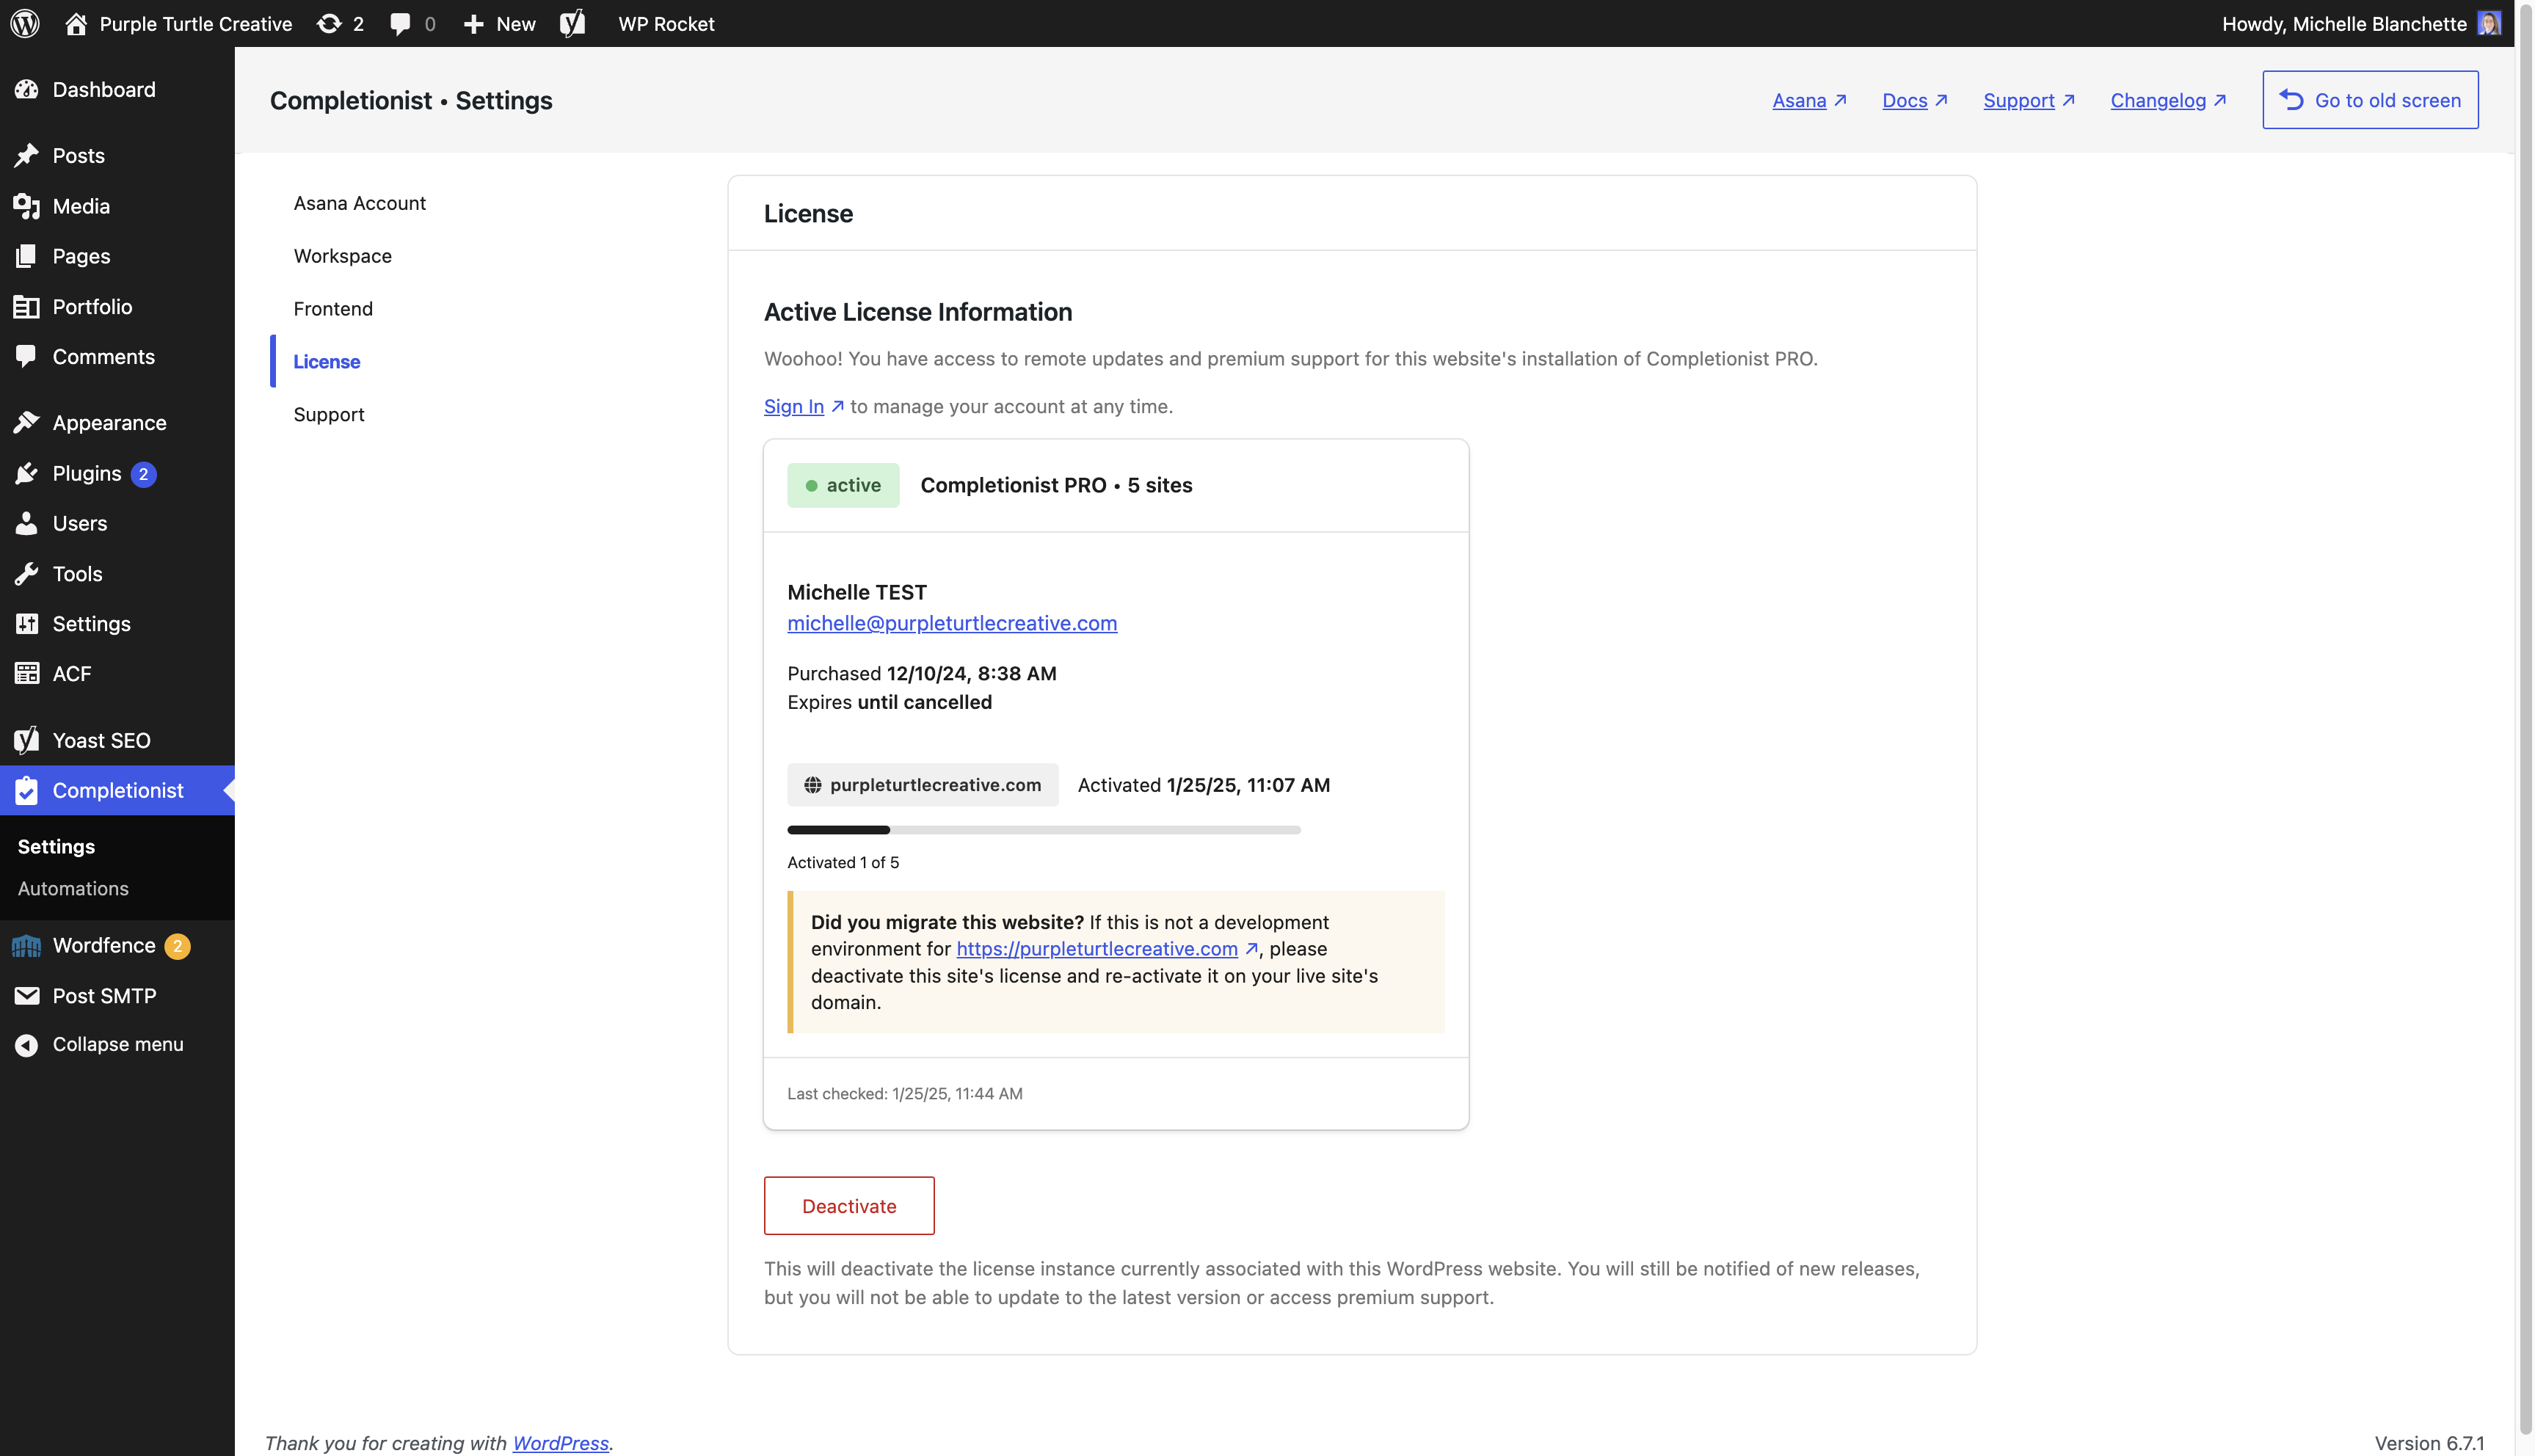 Purple Turtle Creative 2 0 New WP Rocket Howdy, Michelle Blanchette
Dashboard
Posts
Media
Pages
Portfolio
Comments
Appearance
Plugins 2
Users
Tools
Settings
ACF
Yoast SEO
Completionist
Settings
Automations
Wordfence 2
Post SMTP
Collapse menu
Completionist • Settings
Asana ↗ Docs ↗ Support ↗ Changelog ↗ Go to old screen
Asana Account
Workspace
Frontend
License
Support
License
Active License Information
Woohoo! You have access to remote updates and premium support for this website's installation of Completionist PRO.
Sign In ↗ to manage your account at any time.
active Completionist PRO • 5 sites
Michelle TEST
michelle@purpleturtlecreative.com
Purchased 12/10/24, 8:38 AM
Expires until cancelled
purpleturtlecreative.com Activated 1/25/25, 11:07 AM
Activated 1 of 5
Did you migrate this website? If this is not a development
environment for https://purpleturtlecreative.com ↗, please
deactivate this site's license and re-activate it on your live site's
domain.
Last checked: 1/25/25, 11:44 AM
Deactivate
This will deactivate the license instance currently associated with this WordPress website. You will still be notified of new releases,
but you will not be able to update to the latest version or access premium support.
Thank you for creating with WordPress.
Version 6.7.1